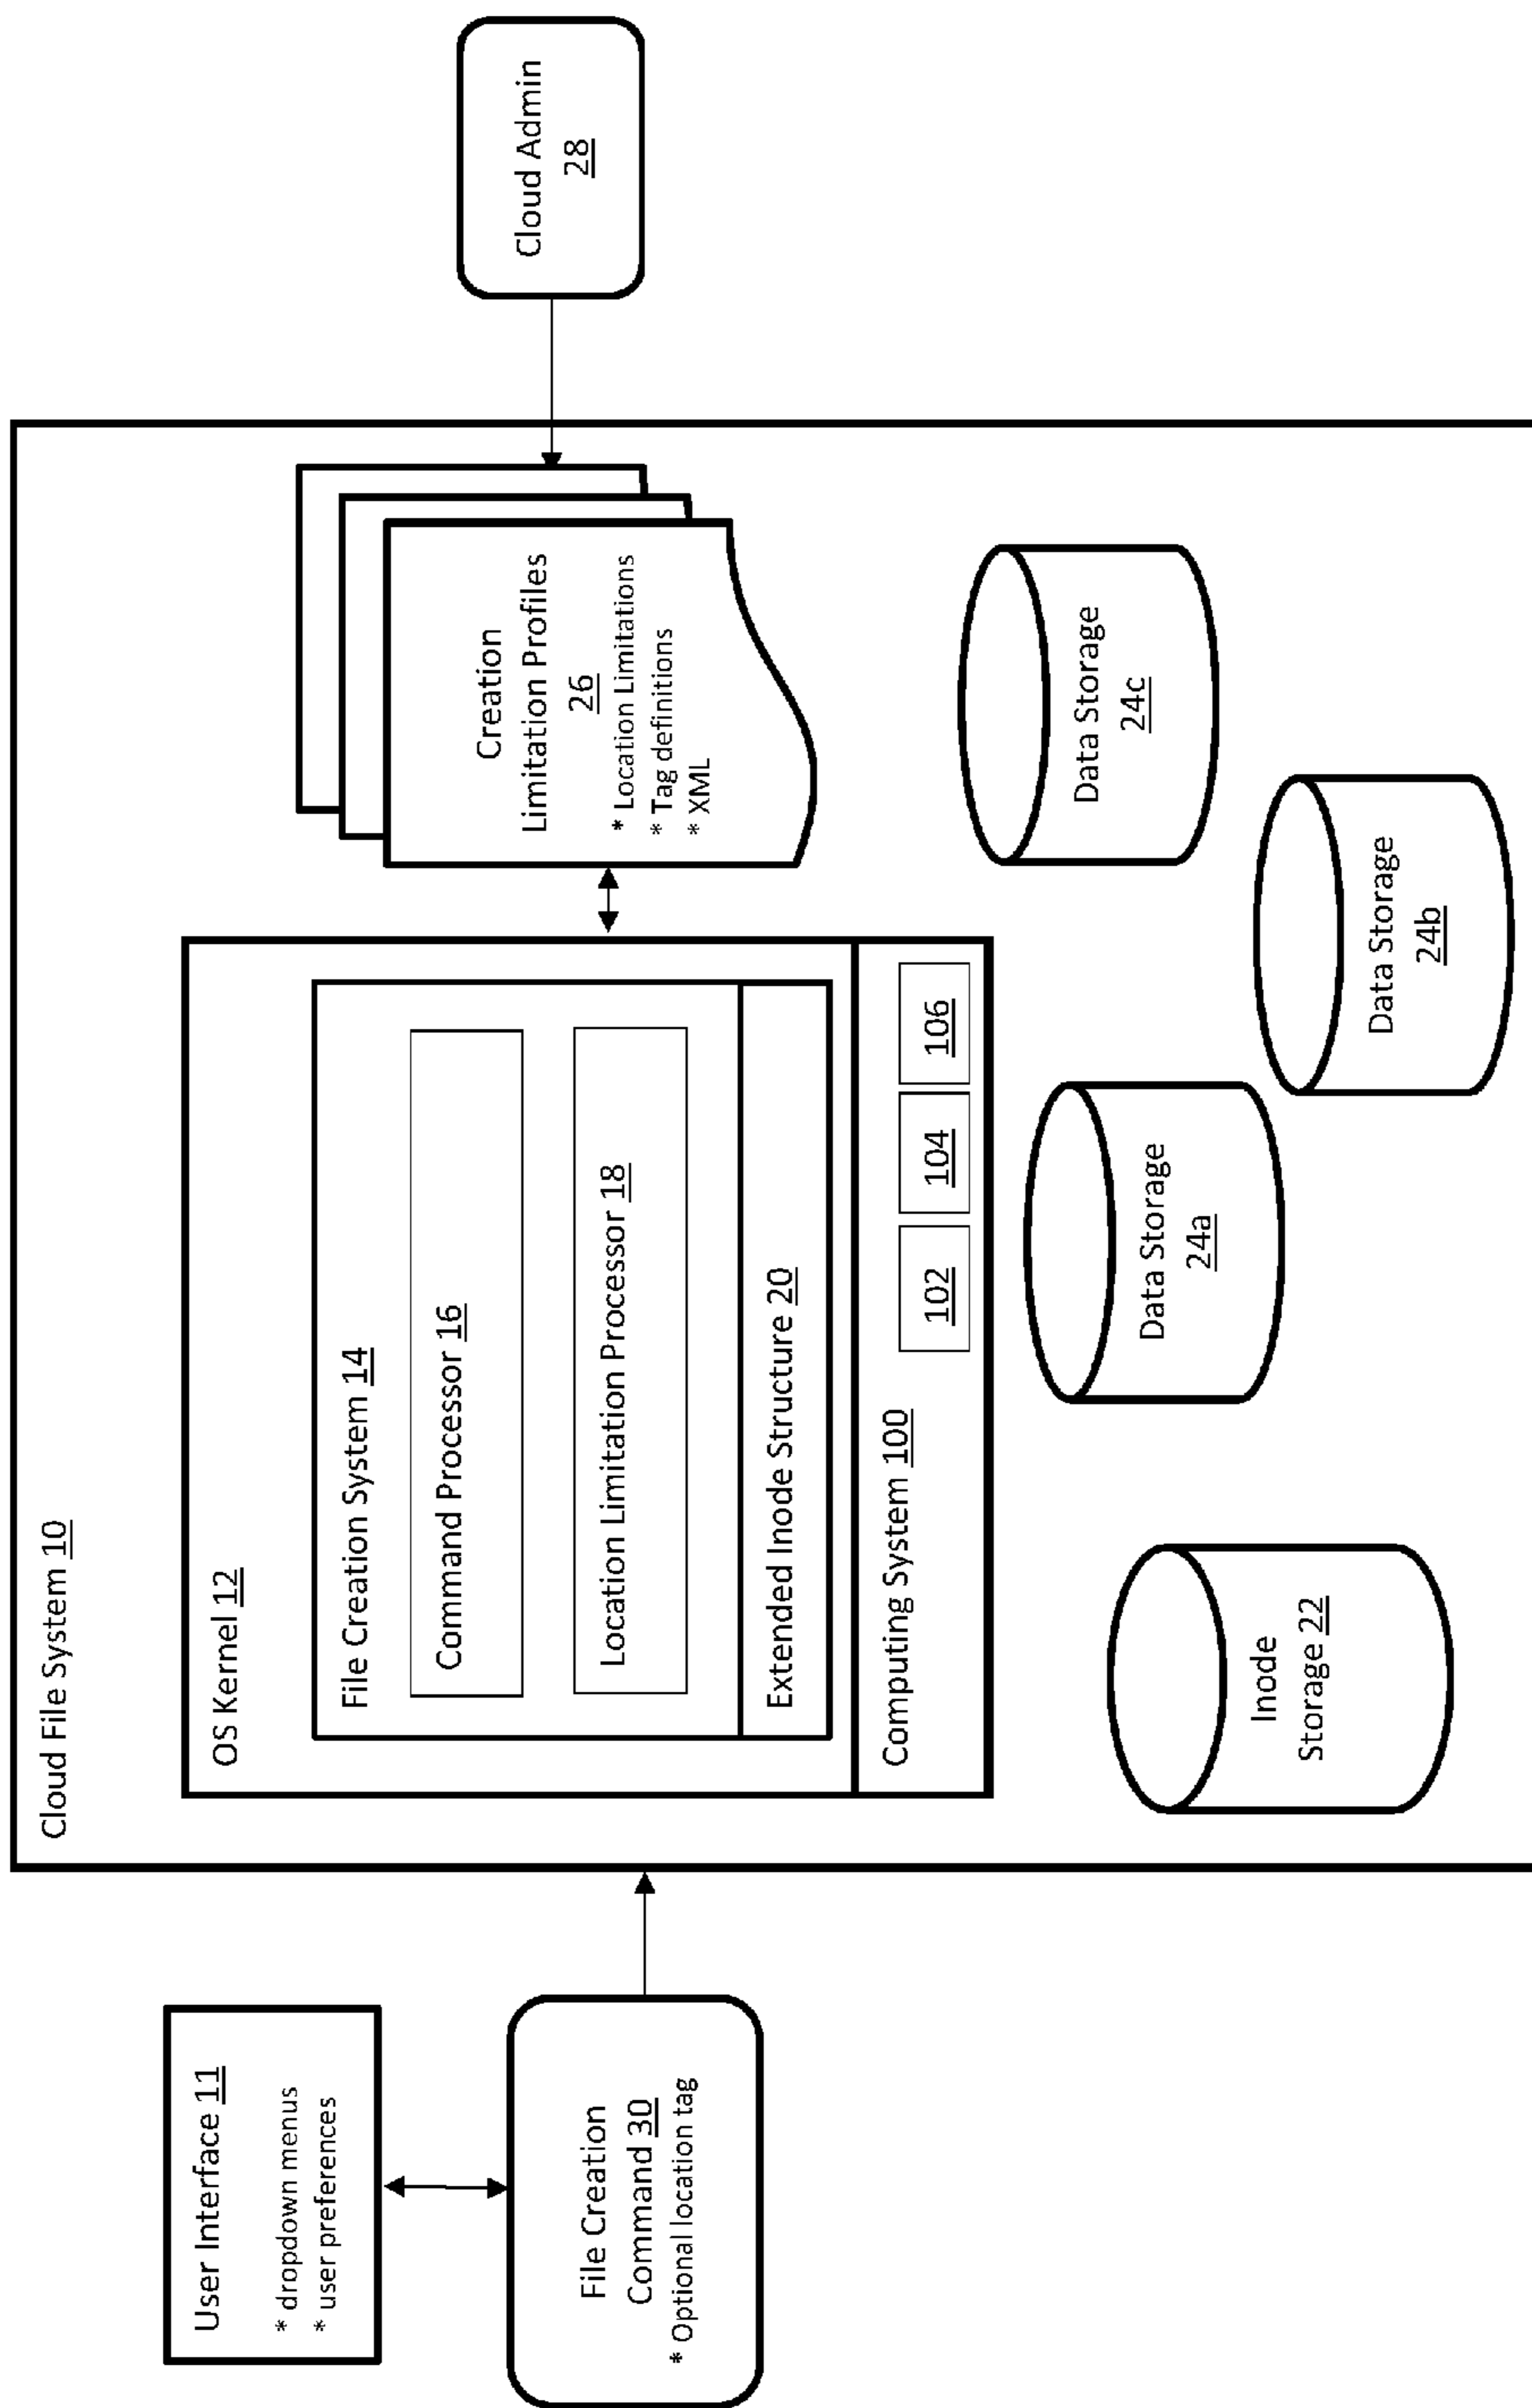 Cloud File System 10
User Interface 11
* dropdown menus
* user preferences
File Creation
Command 30
* Optional location tag
OS Kernel 12
File Creation System 14
Command Processor 16
Location Limitation Processor 18
Extended Inode Structure 20
Computing System 100
102
104
106
Creation
Limitation Profiles
26
* Location Limitations
* Tag definitions
* XML
Cloud Admin
28
Inode
Storage 22
Data Storage
24a
Data Storage
24b
Data Storage
24c